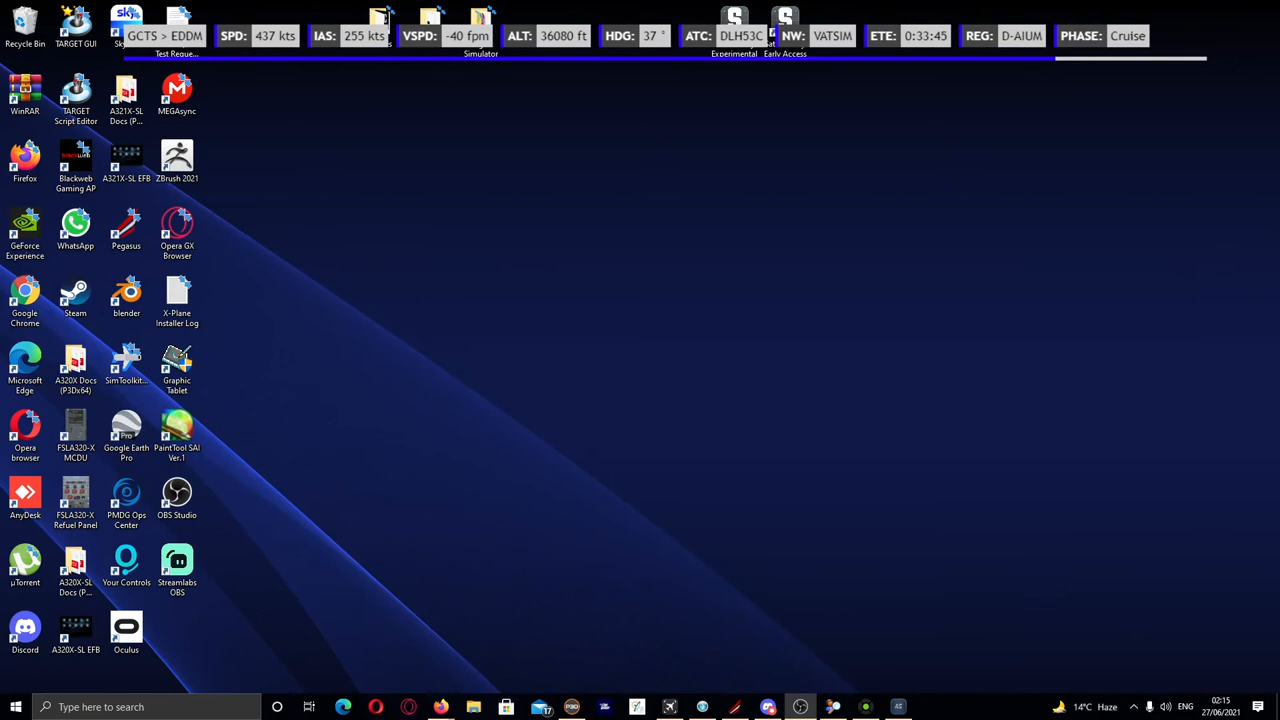 GCTS > EDDM SPD: 437 kts IAS: 255 kts VSPD: -40 fpm ALT: 36080 ft HDG: 37 ° ATC: DLH53C NW: VATSIM ETE: 0:33:45 REG: D-AIUM PHASE: Cruise
Recycle Bin
TARGET GUI
Test Reque...
Simulator
Experimental
Early Access
WinRAR
TARGET
Script Editor
A321X-SL
Docs (P...
MEGAsync
Firefox
Blackweb
Gaming AP
A321X-SL EFB
ZBrush 2021
GeForce
Experience
WhatsApp
Pegasus
Opera GX
Browser
Google
Chrome
Steam
blender
X-Plane
Installer Log
Microsoft
Edge
A320X Docs
(P3Dx64)
SimToolkit...
Graphic
Tablet
Opera
browser
FSLA320-X
MCDU
Google Earth
Pro
PaintTool SAI
Ver.1
AnyDesk
FSLA320-X
Refuel Panel
PMDG Ops
Center
OBS Studio
µTorrent
A320X-SL
Docs (P...
Your Controls
Streamlabs
OBS
Discord
A320X-SL EFB
Oculus
Type here to search
17
14°C Haze
02:15
27/06/2021